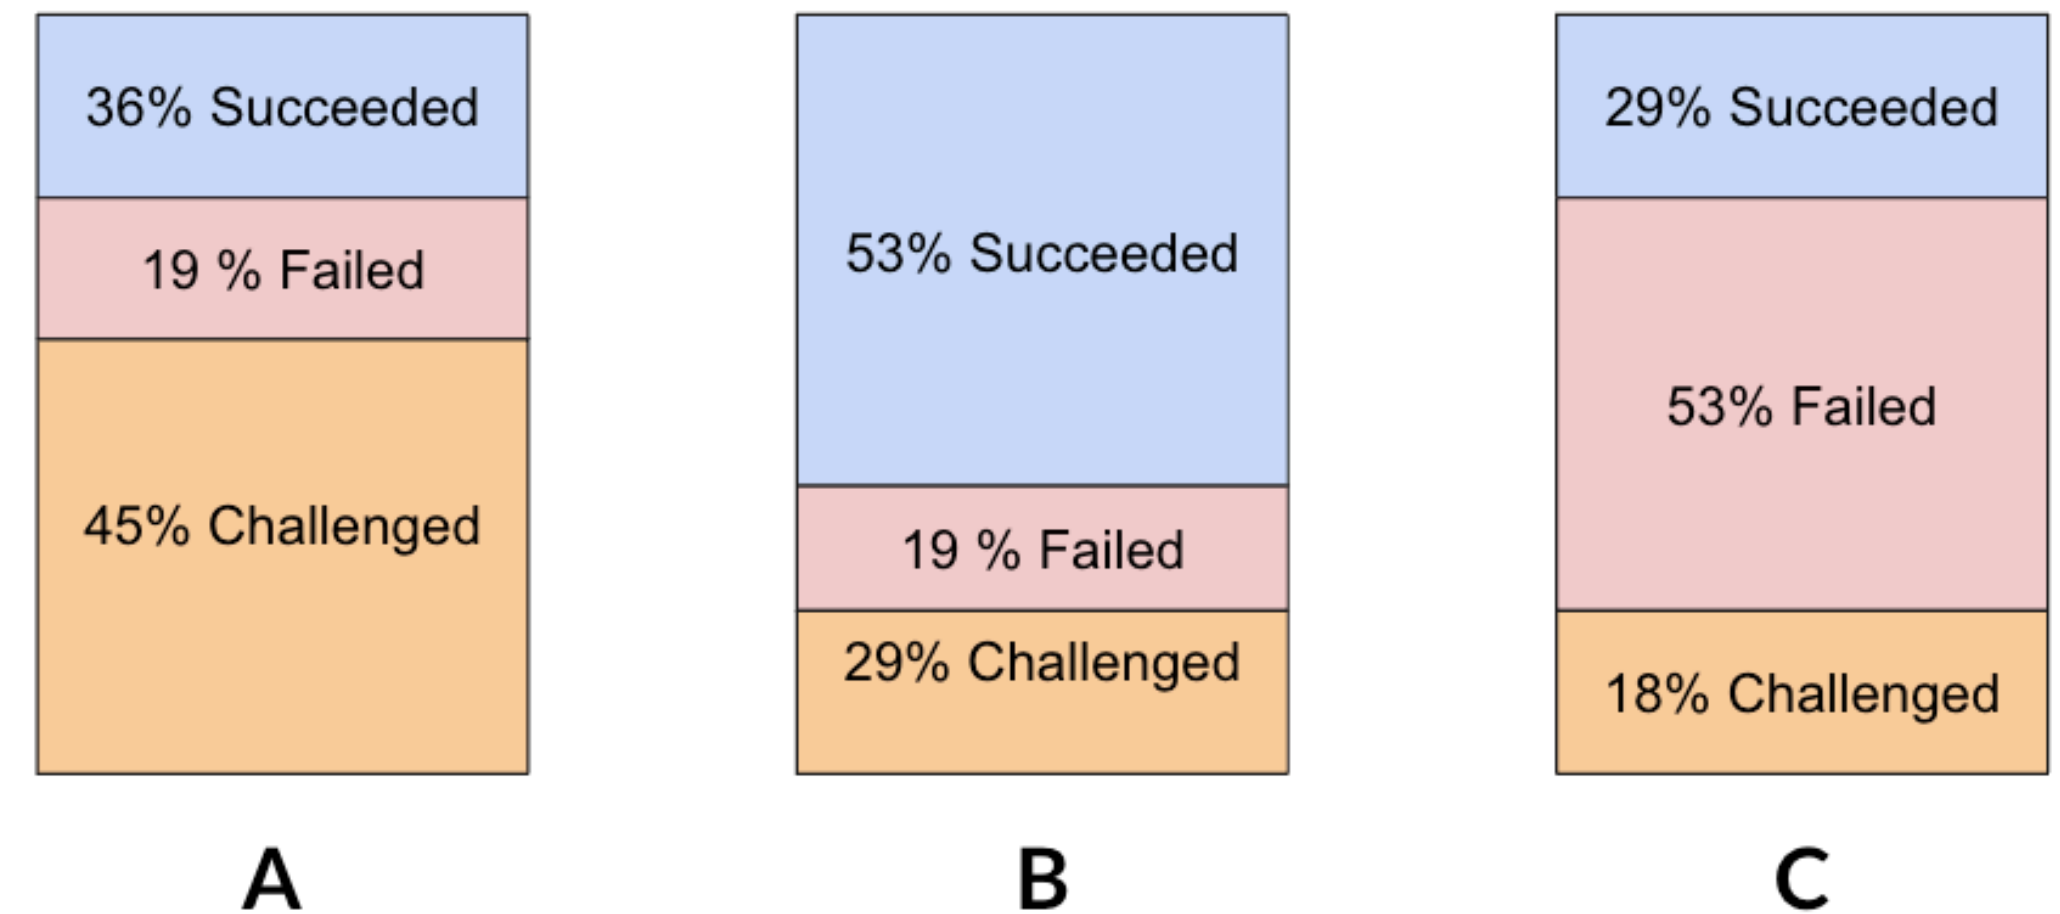 36% Succeeded
19 % Failed
45% Challenged
A
53% Succeeded
19 % Failed
29% Challenged
B
29% Succeeded
53% Failed
18% Challenged
C